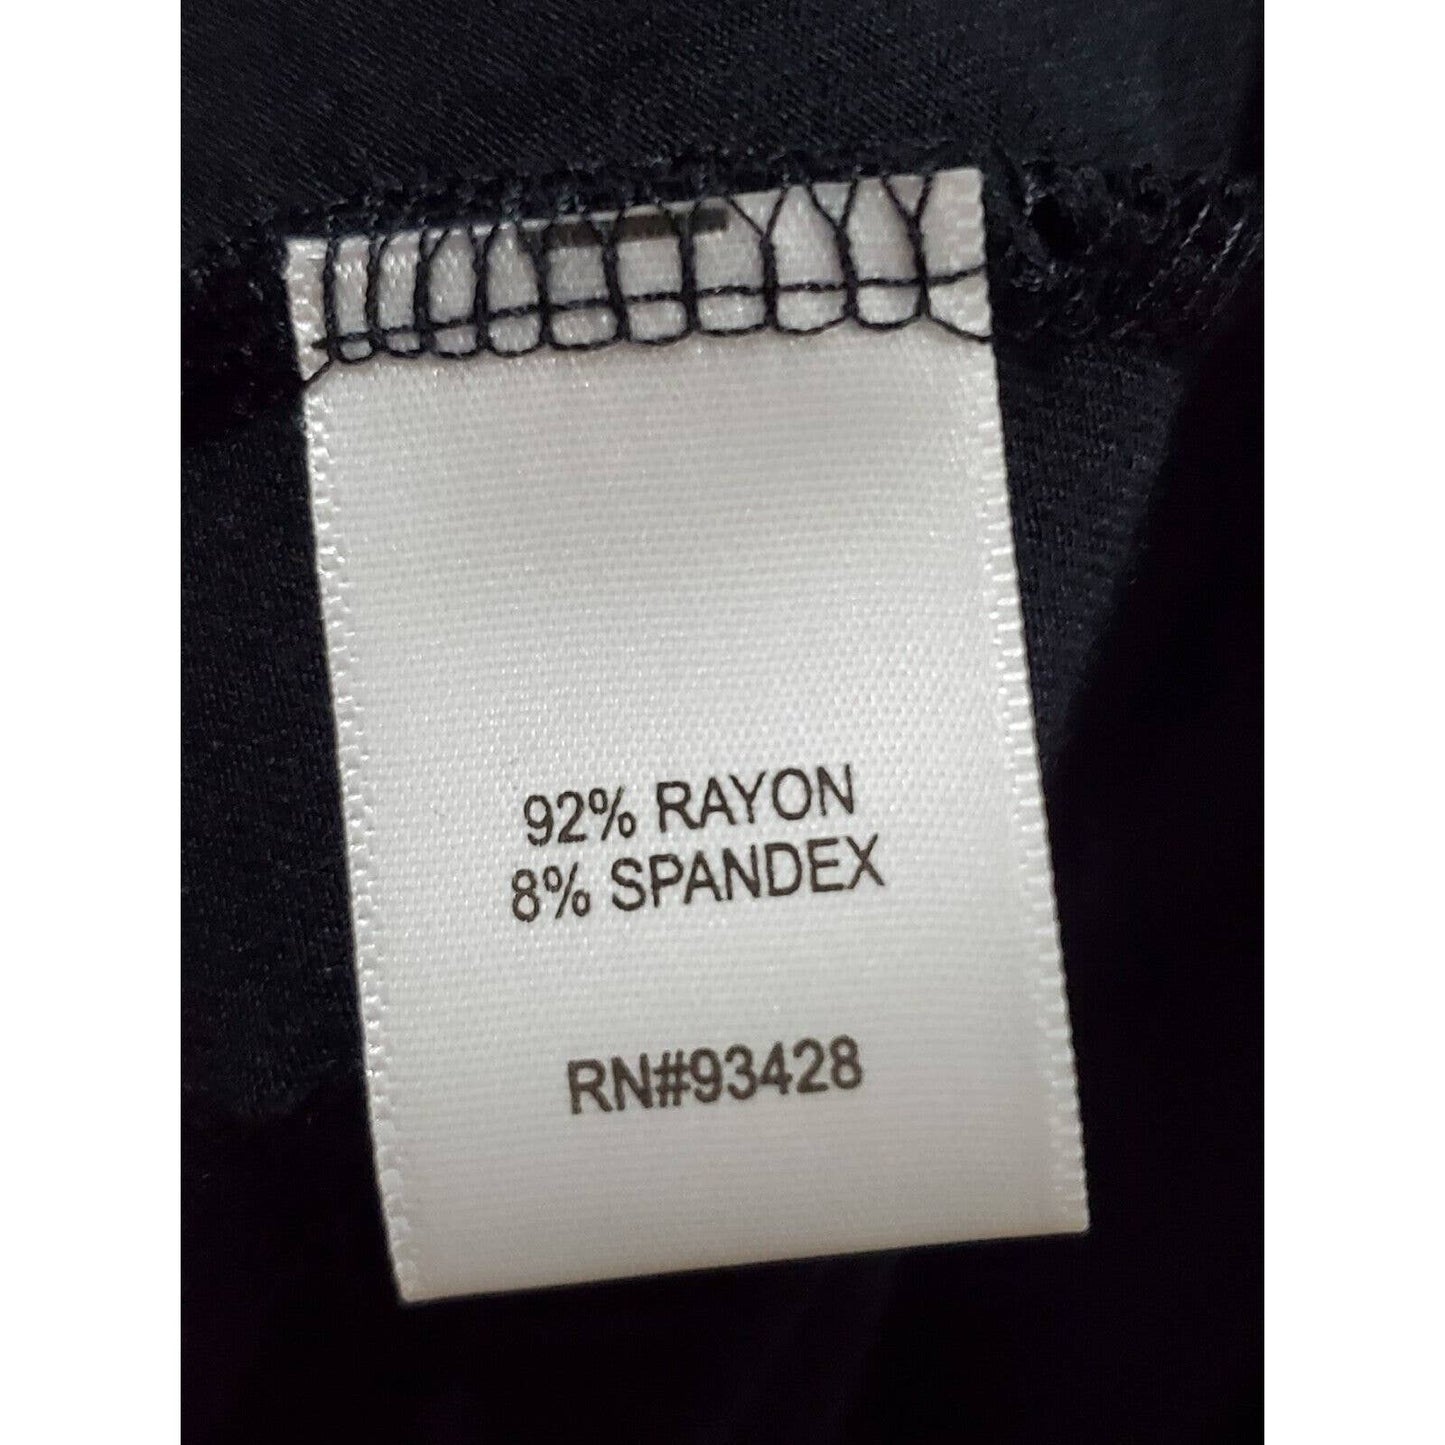 92% RAYON
8% SPANDEX
RN#93428